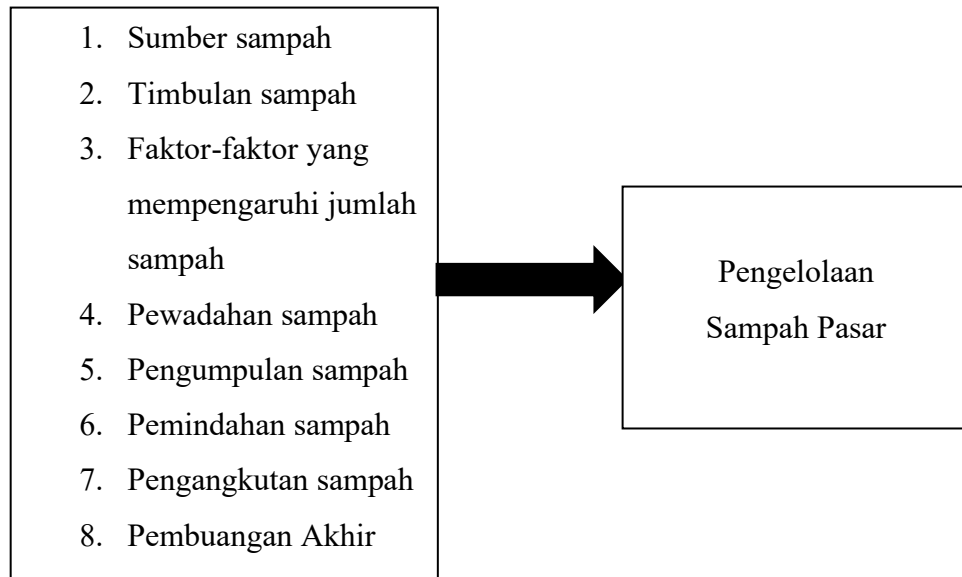 1. Sumber sampah
2. Timbulan sampah
3. Faktor-faktor yang
mempengaruhi jumlah
sampah
4. Pewadahan sampah
5. Pengumpulan sampah
6. Pemindahan sampah
7. Pengangkutan sampah
8. Pembuangan Akhir
Pengelolaan
Sampah Pasar